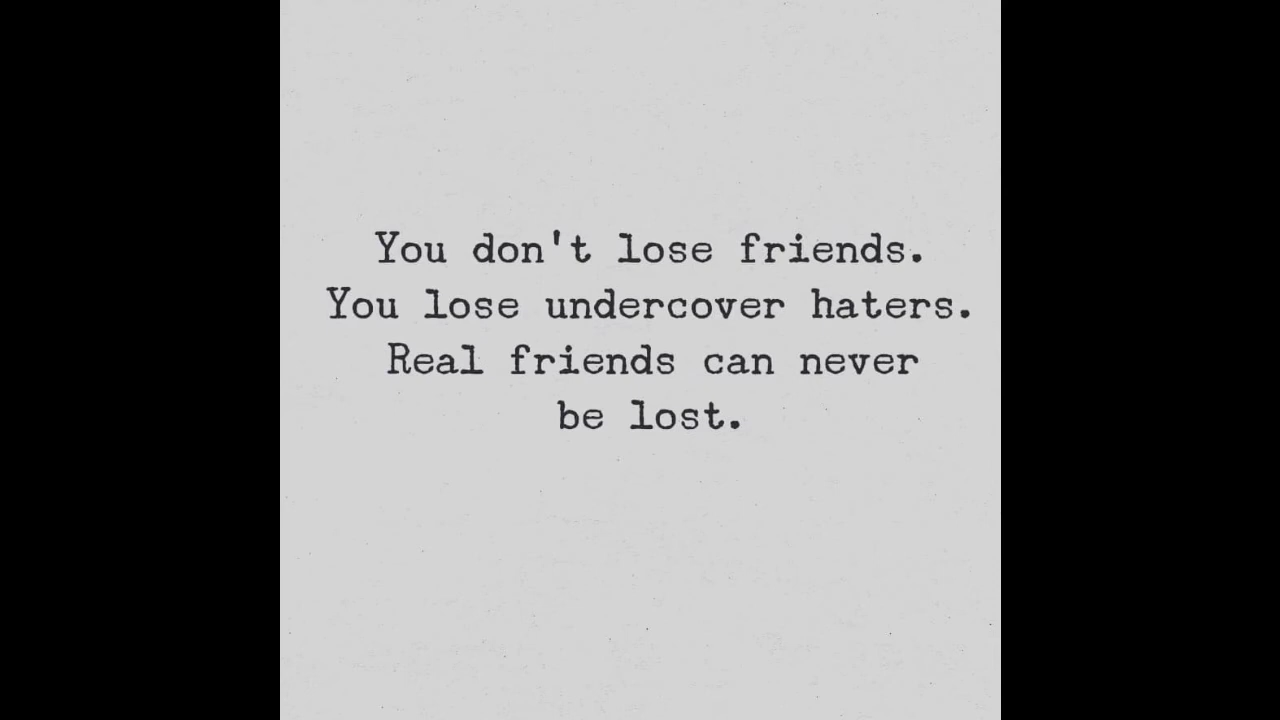 You don't lose friends.
You lose undercover haters.
Real friends can never
be lost.